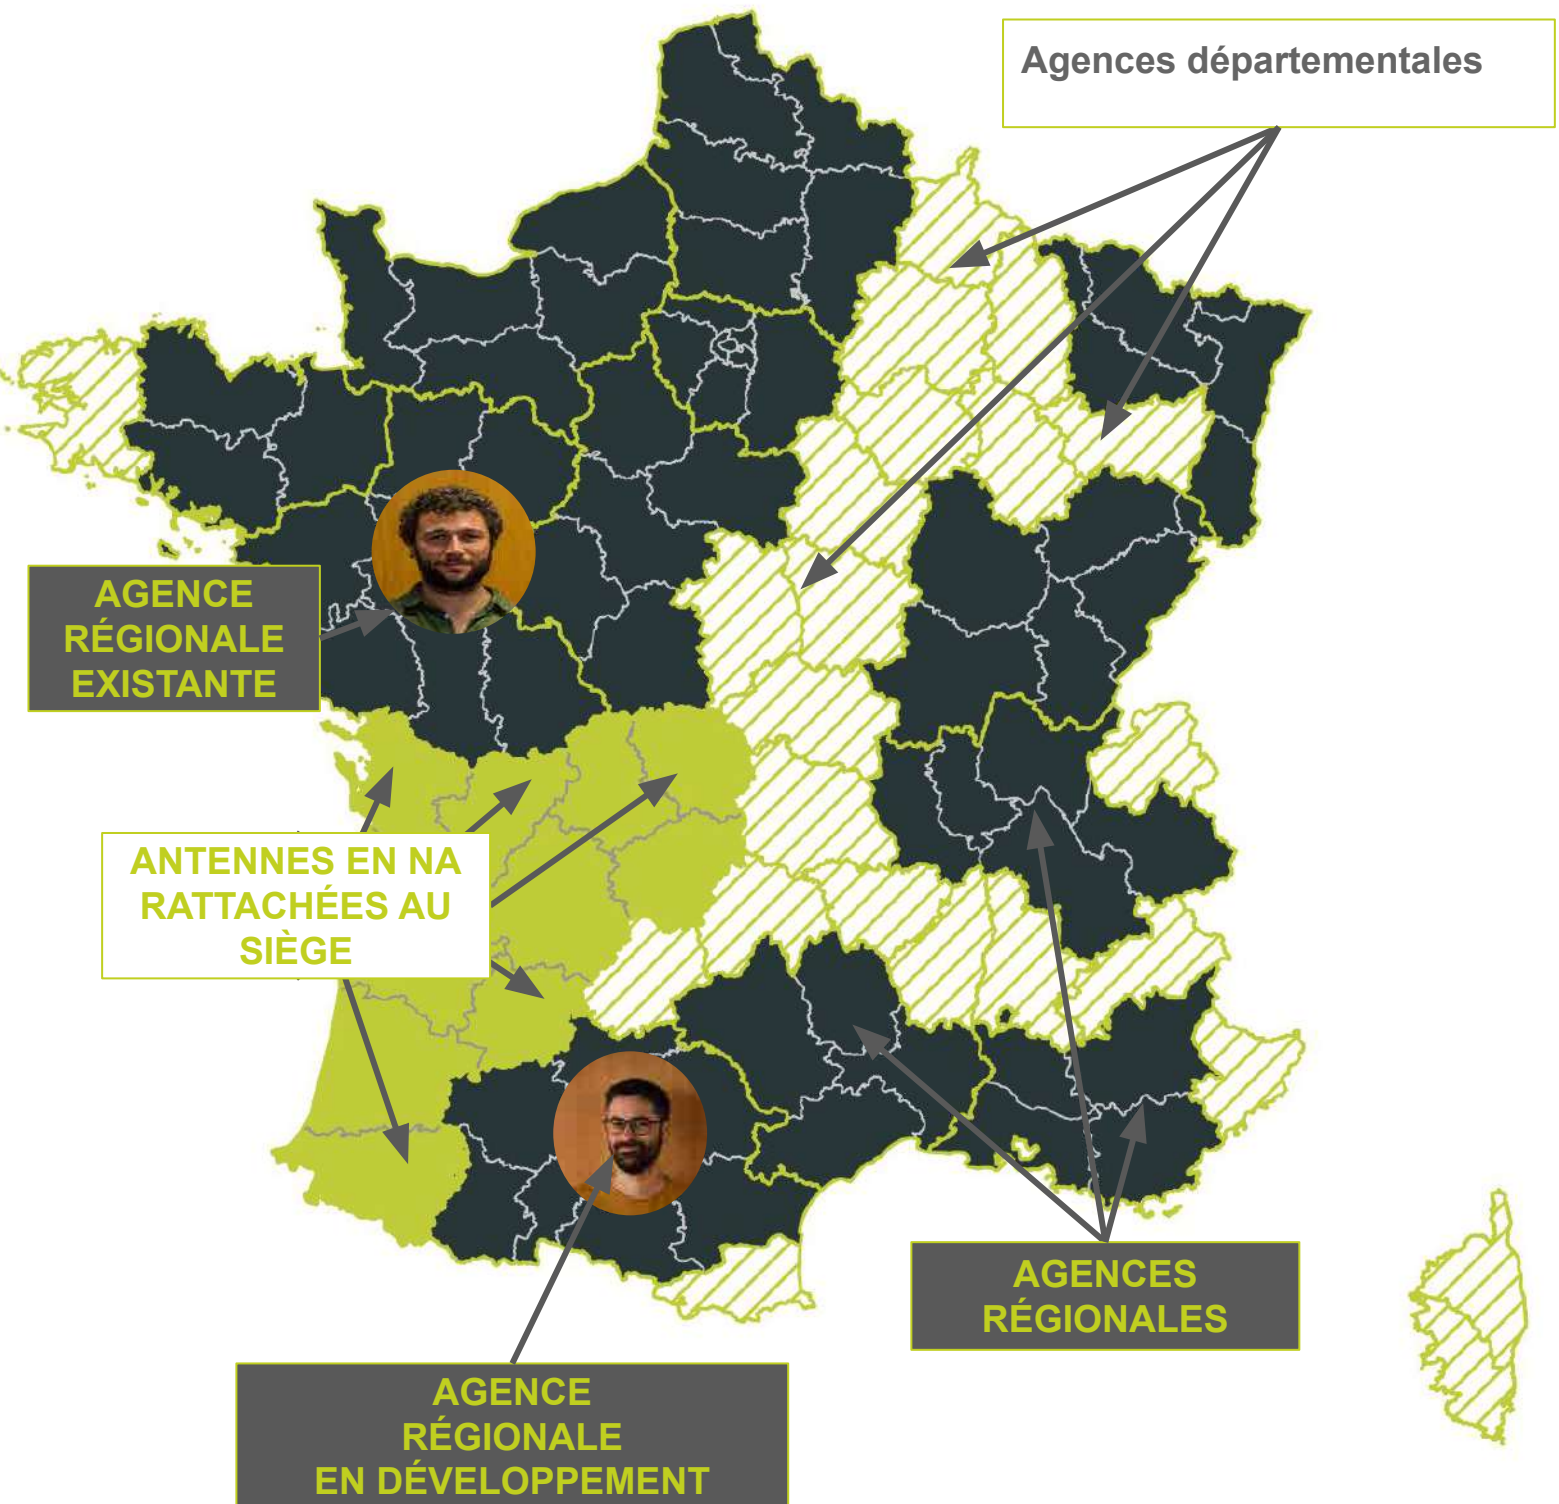 Agences départementales
AGENCE
RÉGIONALE
EXISTANTE
ANTENNES EN NA
RATTACHÉES AU
SIÈGE
AGENCES
RÉGIONALES
AGENCE
RÉGIONALE
EN DÉVELOPPEMENT